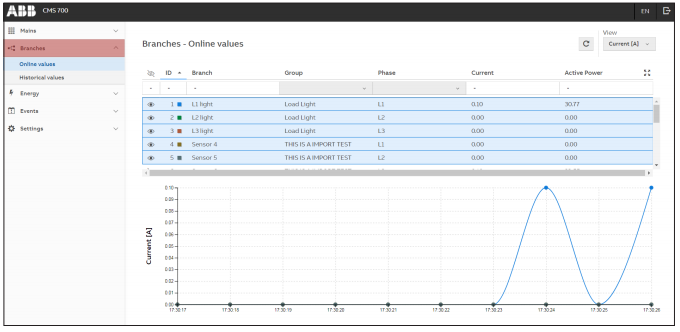 ABB CMS 700 EN
Mains
Branches
Online values
Historical values
Energy
Events
Settings
Branches - Online values
View
Current [A]
ID Branch Group Phase Current Active Power
- - - - -
1 L1 light Load Light L1 0.10 30.77
2 L2 light Load Light L2 0.00 0.00
3 L3 light Load Light L3 0.00 0.00
4 Sensor 4 THIS IS A IMPORT TEST L1 0.00 0.00
5 Sensor 5 THIS IS A IMPORT TEST L2 0.00 0.00
Current [A]
0.10
0.09
0.08
0.07
0.06
0.05
0.04
0.03
0.02
0.01
0.00
17:30:17 17:30:18 17:30:19 17:30:20 17:30:21 17:30:22 17:30:23 17:30:24 17:30:25 17:30:26